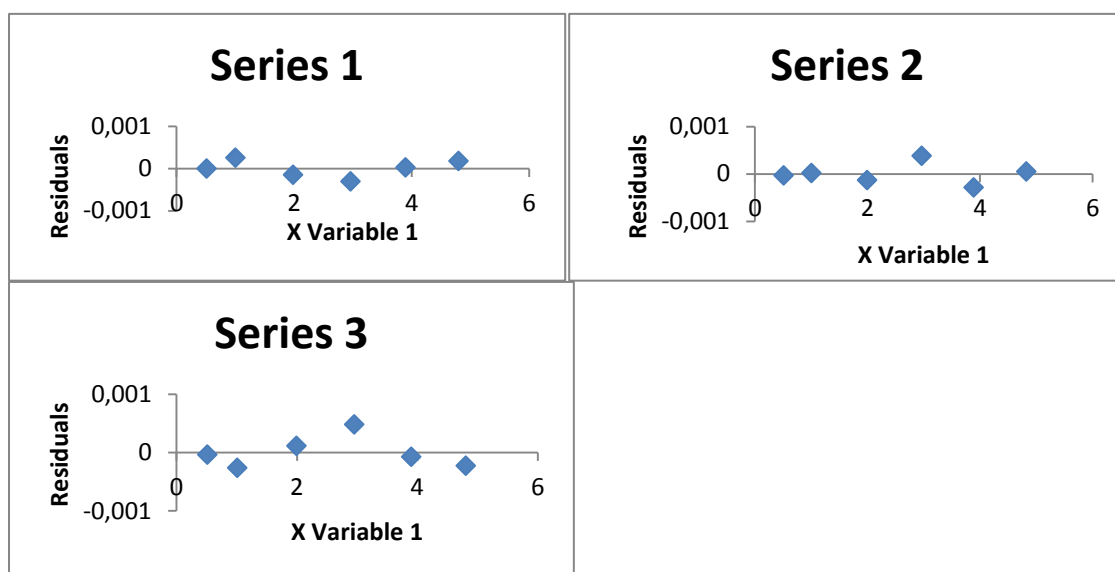 Series 1
0,001
0
-0,001
0 2 4 6
Residuals
X Variable 1
Series 2
0,001
0
-0,001
0 2 4 6
Residuals
X Variable 1
Series 3
0,001
0
-0,001
0 2 4 6
Residuals
X Variable 1